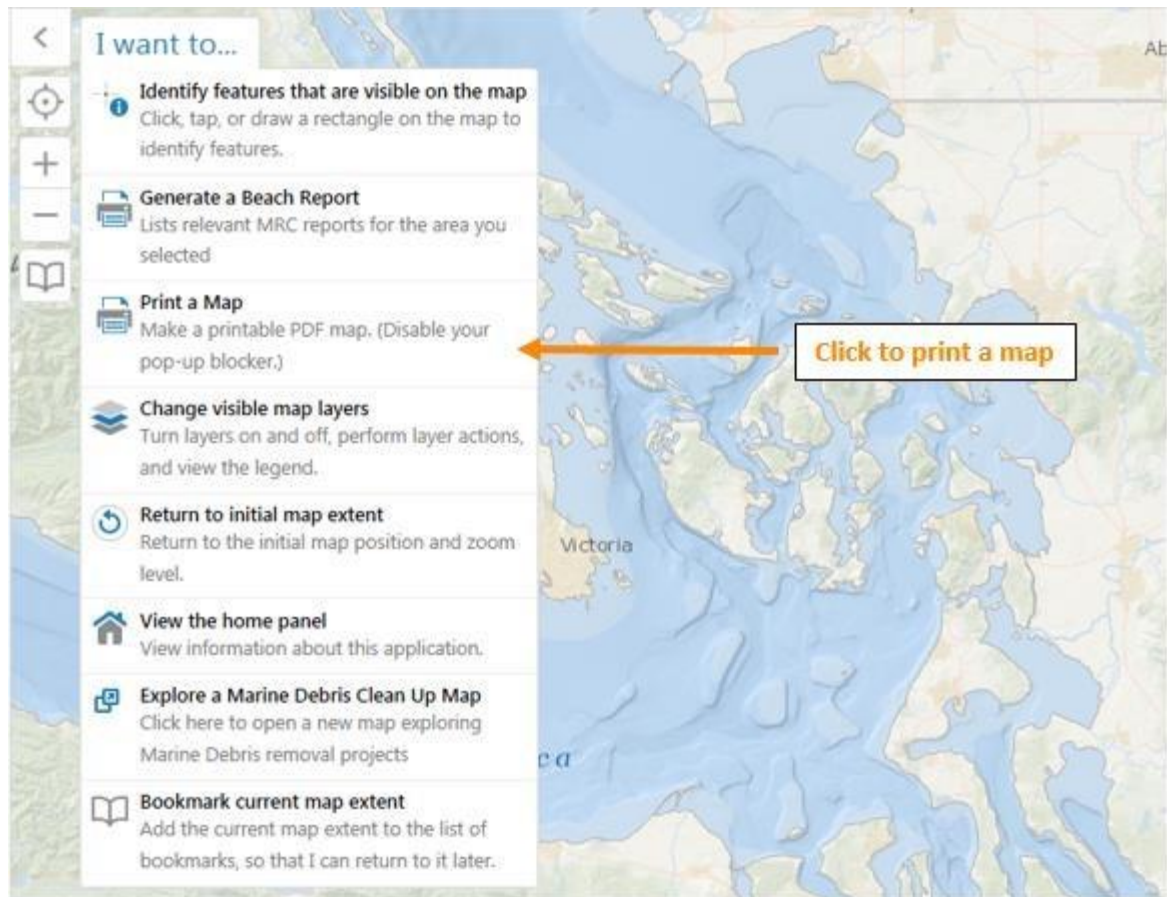 I want to...
Ab
Identify features that are visible on the map
Click, tap, or draw a rectangle on the map to
identify features.
Generate a Beach Report
Lists relevant MRC reports for the area you
selected
Print a Map
Make a printable PDF map. (Disable your
pop-up blocker.)
Click to print a map
Change visible map layers
Turn layers on and off, perform layer actions,
and view the legend.
Return to initial map extent
Return to the initial map position and zoom
level.
Victoria
View the home panel
View information about this application.
Explore a Marine Debris Clean Up Map
Click here to open a new map exploring
Marine Debris removal projects
ca
Bookmark current map extent
Add the current map extent to the list of
bookmarks, so that I can return to it later.